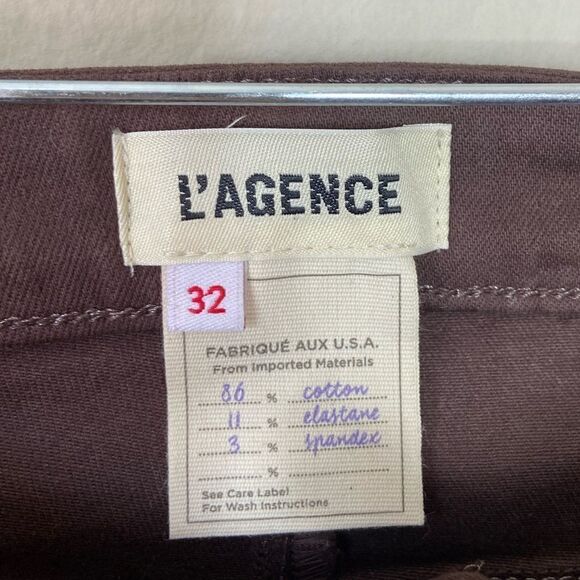 L'AGENCE
32
FABRIQUÉ AUX U.S.A.
From Imported Materials
86 % cotton
11 % elastane
3 % spandex
%
See Care Label
For Wash Instructions